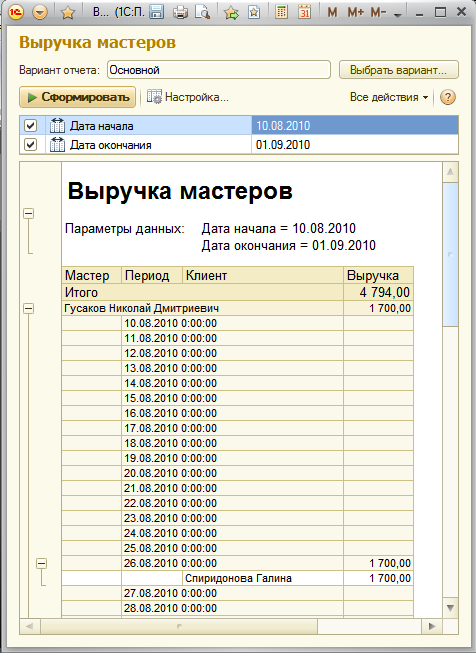 В... (1С:П... M M+ M-
Выручка мастеров
Вариант отчета: Основной Выбрать вариант...
Сформировать Настройка... Все действия ?
Дата начала 10.08.2010
Дата окончания 01.09.2010
Выручка мастеров
Параметры данных: Дата начала = 10.08.2010
Дата окончания = 01.09.2010
Мастер Период Клиент Выручка
Итого 4 794,00
Гусаков Николай Дмитриевич 1 700,00
10.08.2010 0:00:00
11.08.2010 0:00:00
12.08.2010 0:00:00
13.08.2010 0:00:00
14.08.2010 0:00:00
15.08.2010 0:00:00
16.08.2010 0:00:00
17.08.2010 0:00:00
18.08.2010 0:00:00
19.08.2010 0:00:00
20.08.2010 0:00:00
21.08.2010 0:00:00
22.08.2010 0:00:00
23.08.2010 0:00:00
24.08.2010 0:00:00
25.08.2010 0:00:00
26.08.2010 0:00:00 1 700,00
Спиридонова Галина 1 700,00
27.08.2010 0:00:00
28.08.2010 0:00:00